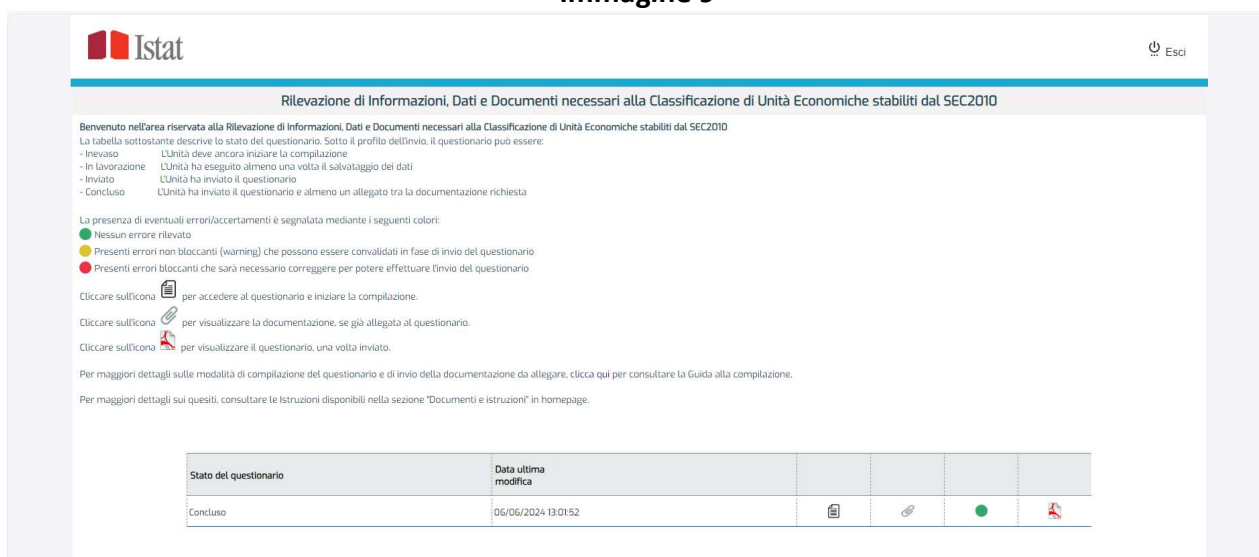 Istat
Esci
Rilevazione di Informazioni, Dati e Documenti necessari alla Classificazione di Unità Economiche stabiliti dal SEC2010
Benvenuto nell'area riservata alla Rilevazione di Informazioni, Dati e Documenti necessari alla Classificazione di Unità Economiche stabiliti dal SEC2010
La tabella sottostante descrive lo stato del questionario. Sotto il profilo dell'invio, il questionario può essere:
- Inevaso L'Unità deve ancora iniziare la compilazione
- In lavorazione L'Unità ha eseguito almeno una volta il salvataggio dei dati
- Inviato L'Unità ha inviato il questionario
- Concluso L'Unità ha inviato il questionario e almeno un allegato tra la documentazione richiesta
La presenza di eventuali errori/accertamenti è segnalata mediante i seguenti colori:
Nessun errore rilevato
Presenti errori non bloccanti (warning) che possono essere convalidati in fase di invio del questionario
Presenti errori bloccanti che sarà necessario correggere per potere effettuare l'invio del questionario
Cliccare sull'icona per accedere al questionario e iniziare la compilazione.
Cliccare sull'icona per visualizzare la documentazione, se già allegata al questionario.
Cliccare sull'icona per visualizzare il questionario, una volta inviato.
Per maggiori dettagli sulle modalità di compilazione del questionario e di invio della documentazione da allegare, clicca qui per consultare la Guida alla compilazione.
Per maggiori dettagli sui quesiti, consultare le Istruzioni disponibili nella sezione "Documenti e istruzioni" in homepage.
Stato del questionario
Data ultima
modifica
Concluso
06/06/2024 13:01:52